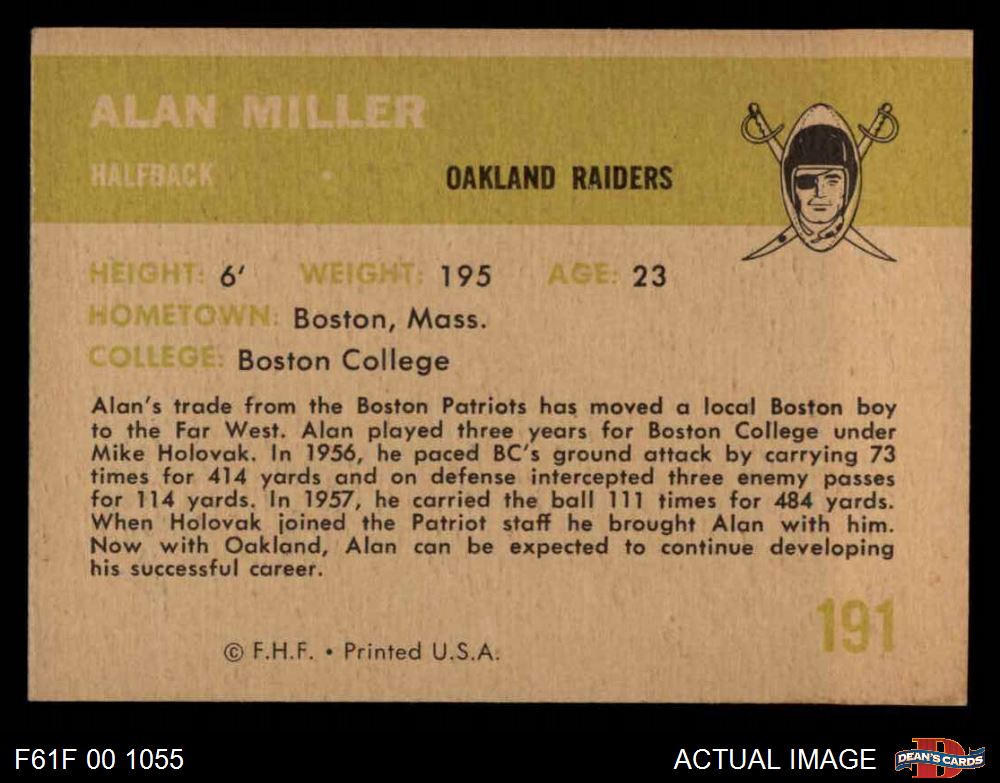 ALAN MILLER
HALFBACK • OAKLAND RAIDERS
HEIGHT: 6' WEIGHT: 195 AGE: 23
HOMETOWN: Boston, Mass.
COLLEGE: Boston College
Alan's trade from the Boston Patriots has moved a local Boston boy
to the Far West. Alan played three years for Boston College under
Mike Holovak. In 1956, he paced BC's ground attack by carrying 73
times for 414 yards and on defense intercepted three enemy passes
for 114 yards. In 1957, he carried the ball 111 times for 484 yards.
When Holovak joined the Patriot staff he brought Alan with him.
Now with Oakland, Alan can be expected to continue developing
his successful career.
191
© F.H.F. • Printed U.S.A.
F61F 00 1055
ACTUAL IMAGE
DEAN'S CARDS